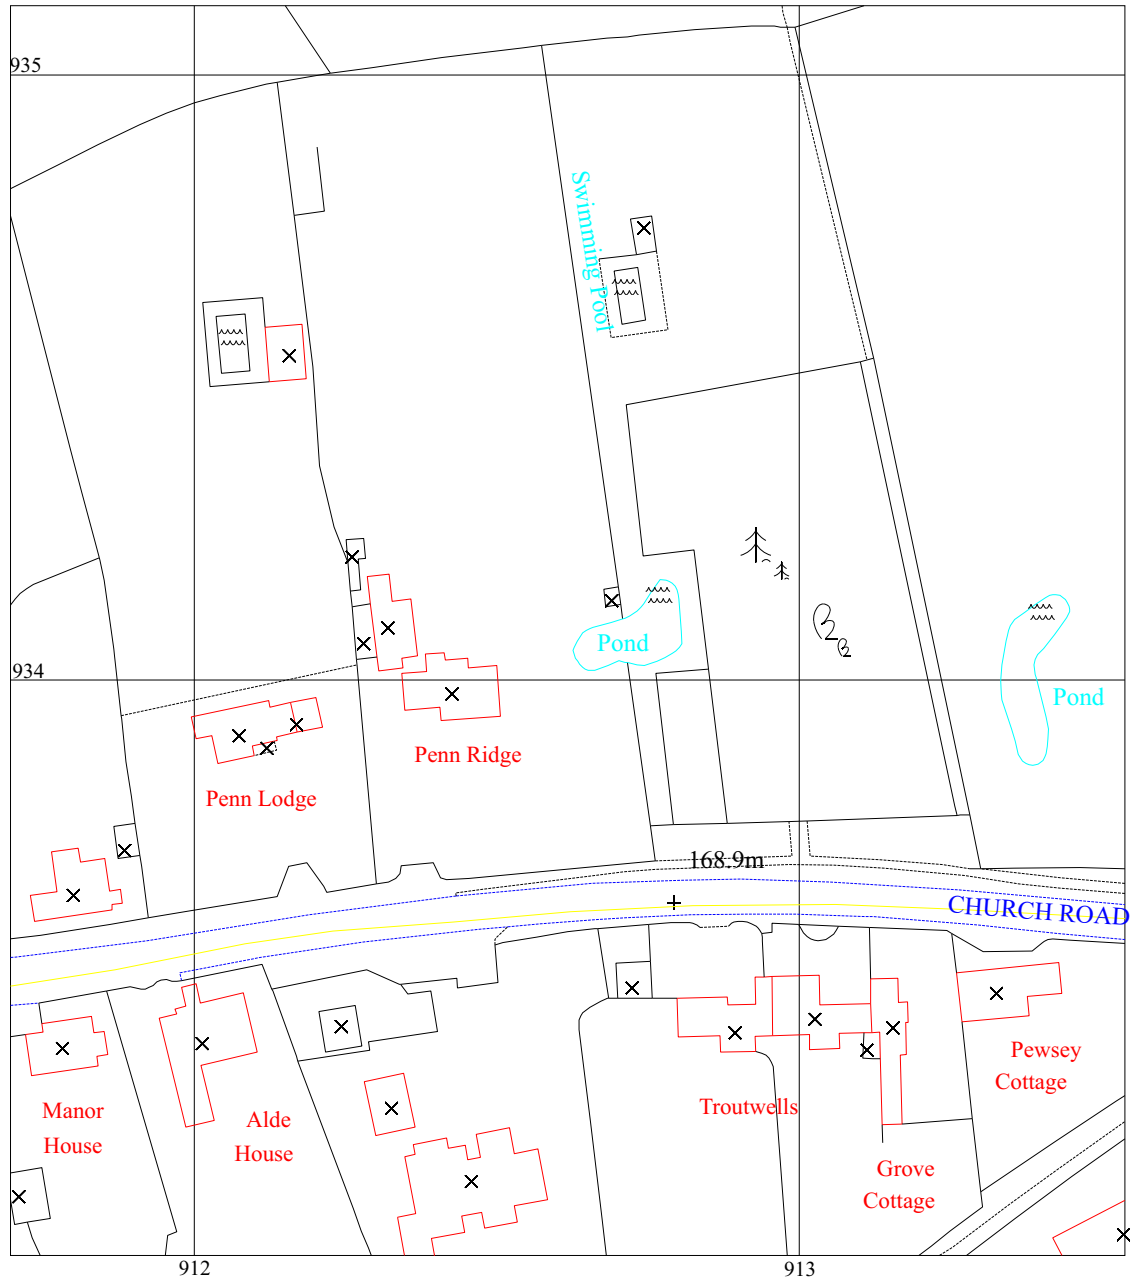 935
Swimming Pool
Pond
934
Pond
Penn Ridge
Penn Lodge
168.9m
CHURCH ROAD
Pewsey
Cottage
Manor
House
Alde
House
Troutwells
Grove
Cottage
912
913